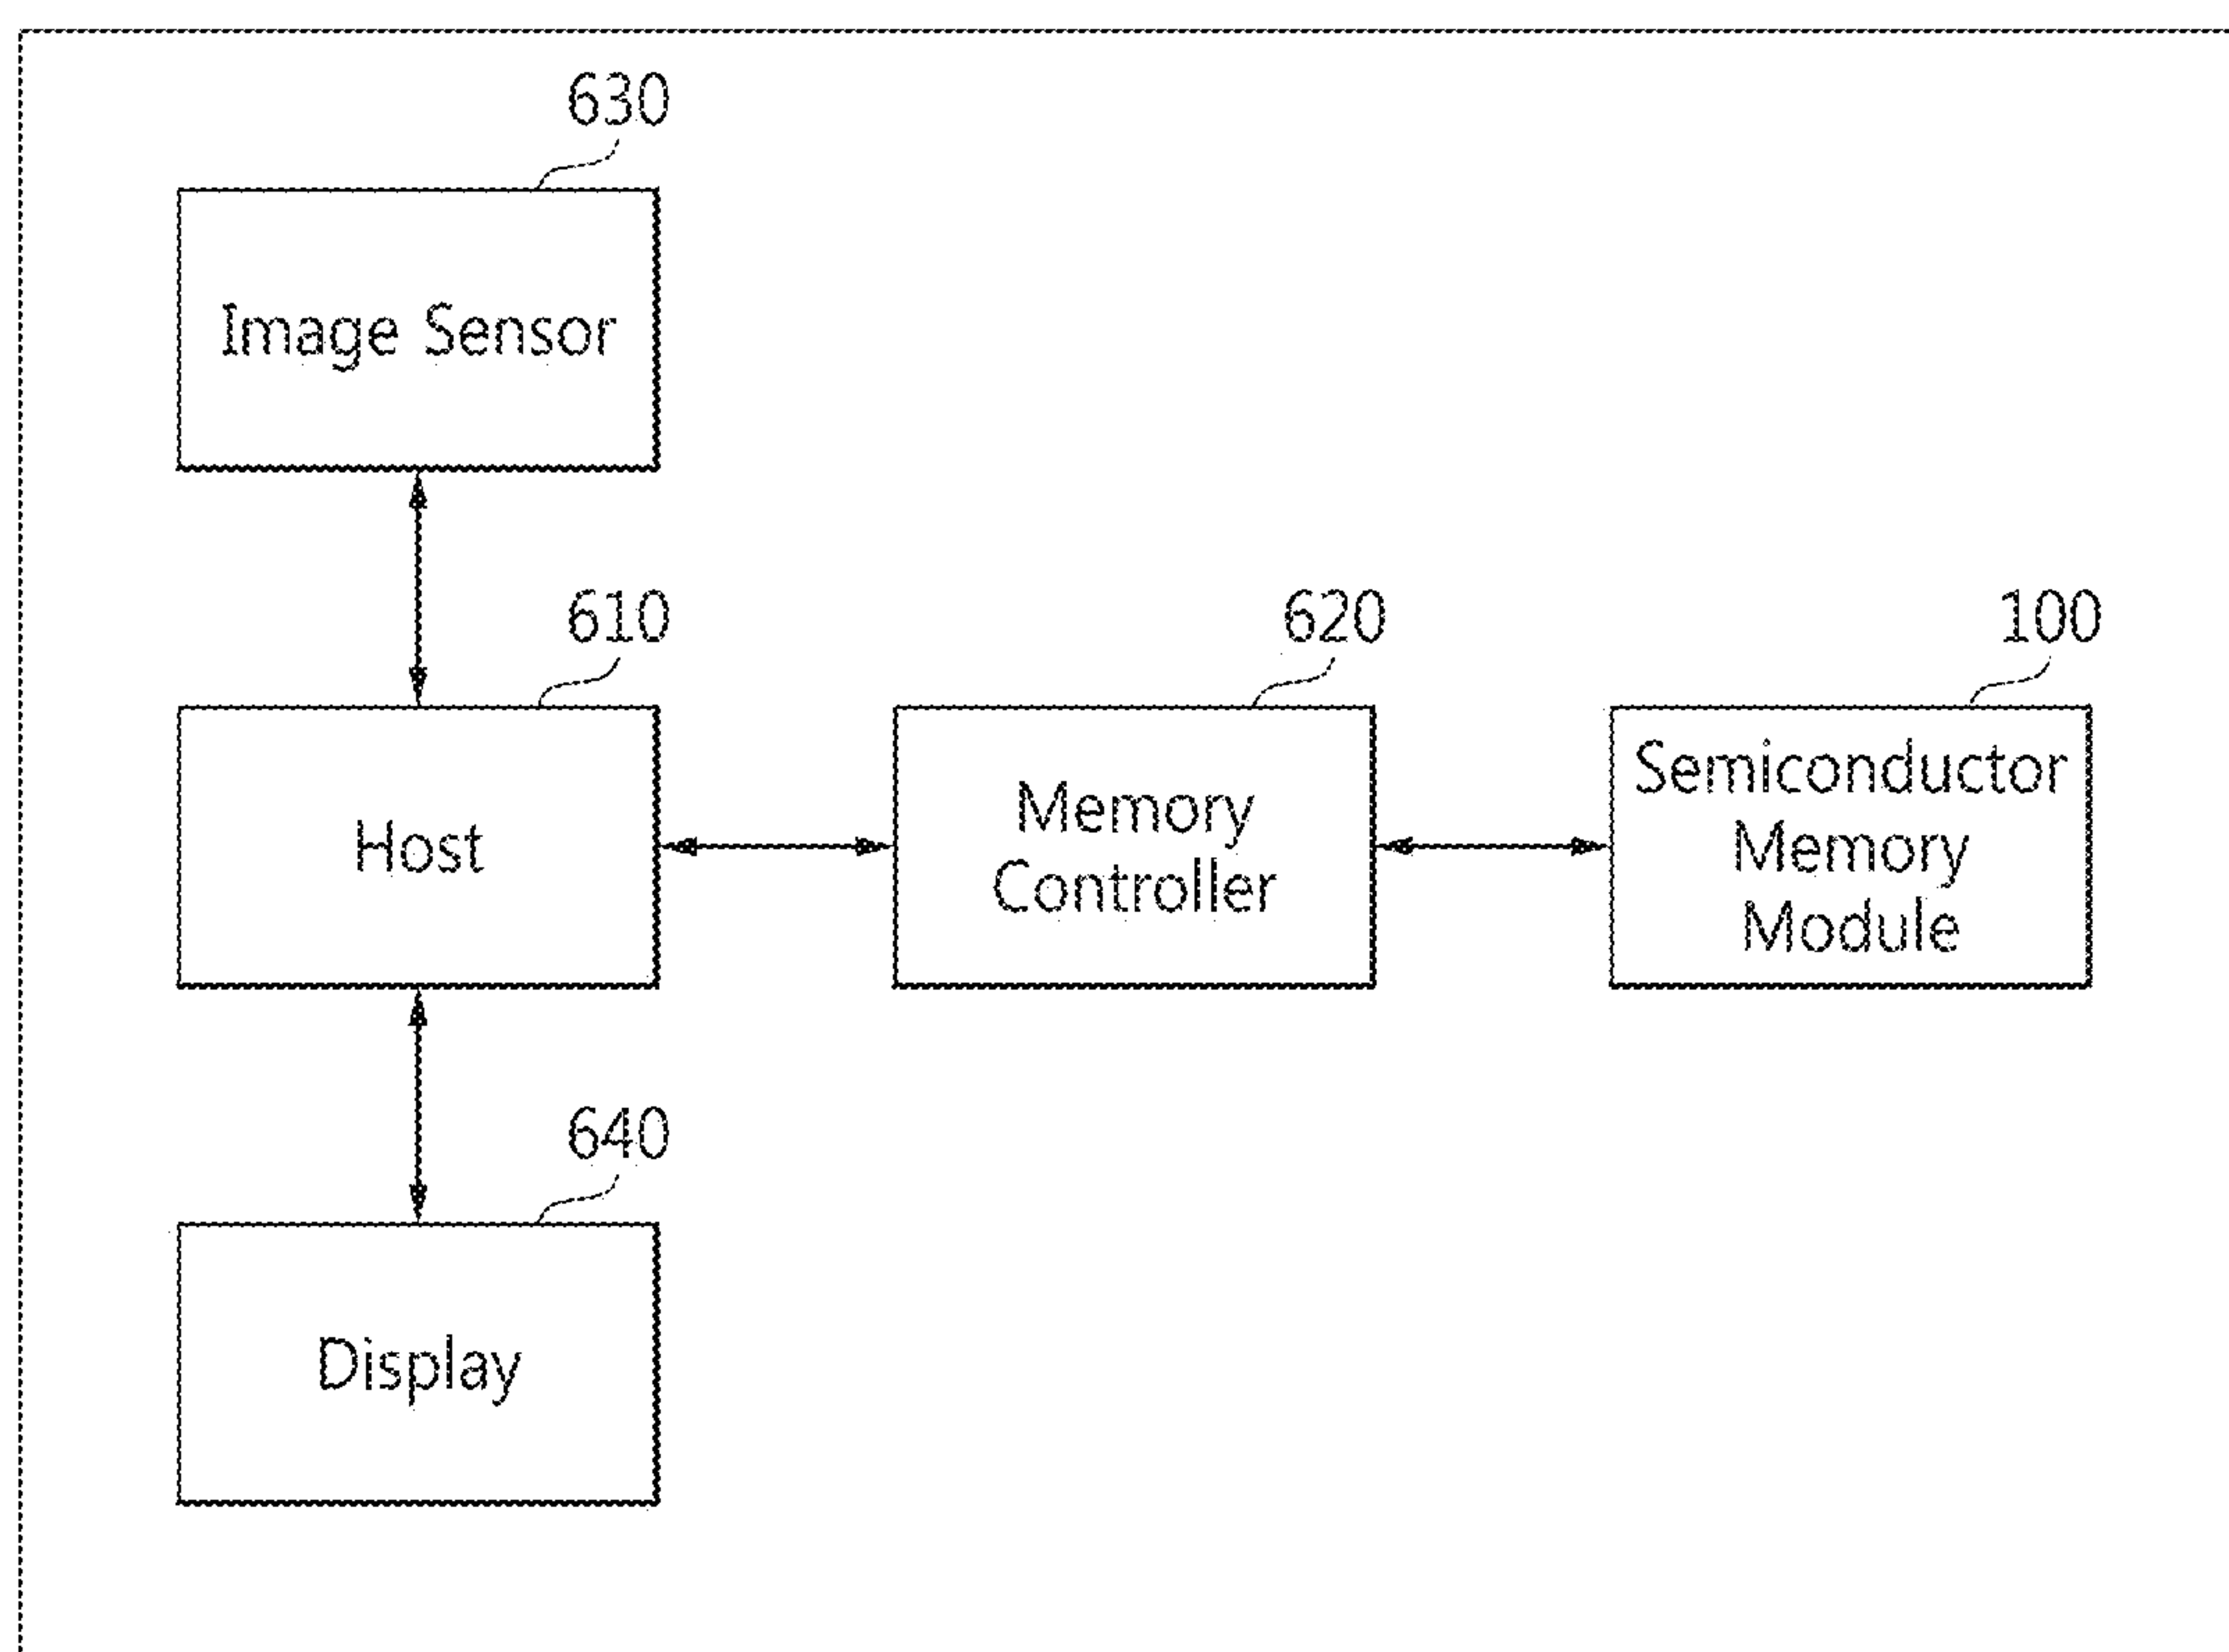 630
Image Sensor
610
620
100
Host
Memory
Controller
Semiconductor
Memory
Module
640
Display